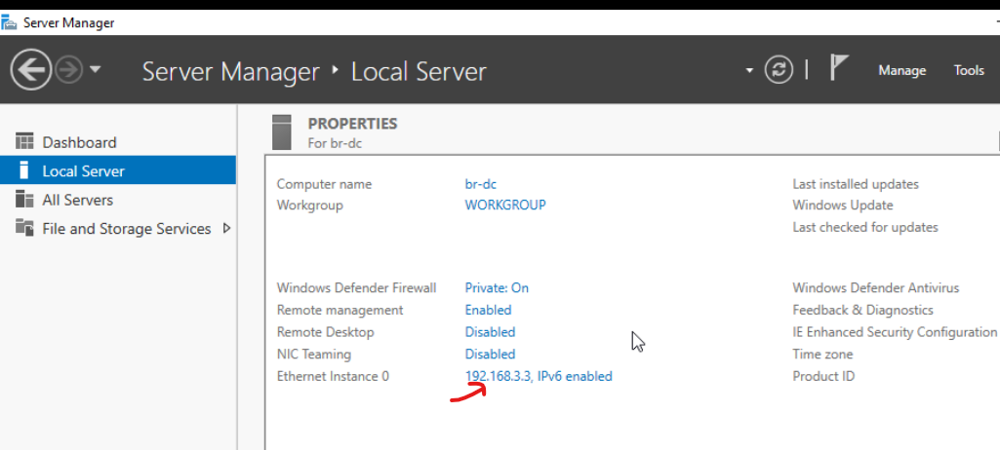 Server Manager
Server Manager ‣ Local Server
Manage Tools
Dashboard
Local Server
All Servers
File and Storage Services
PROPERTIES
For br-dc
Computer name br-dc Last installed updates
Workgroup WORKGROUP Windows Update
Last checked for updates
Windows Defender Firewall Private: On Windows Defender Antivirus
Remote management Enabled Feedback & Diagnostics
Remote Desktop Disabled IE Enhanced Security Configuration
NIC Teaming Disabled Time zone
Ethernet Instance 0 192.168.3.3, IPv6 enabled Product ID